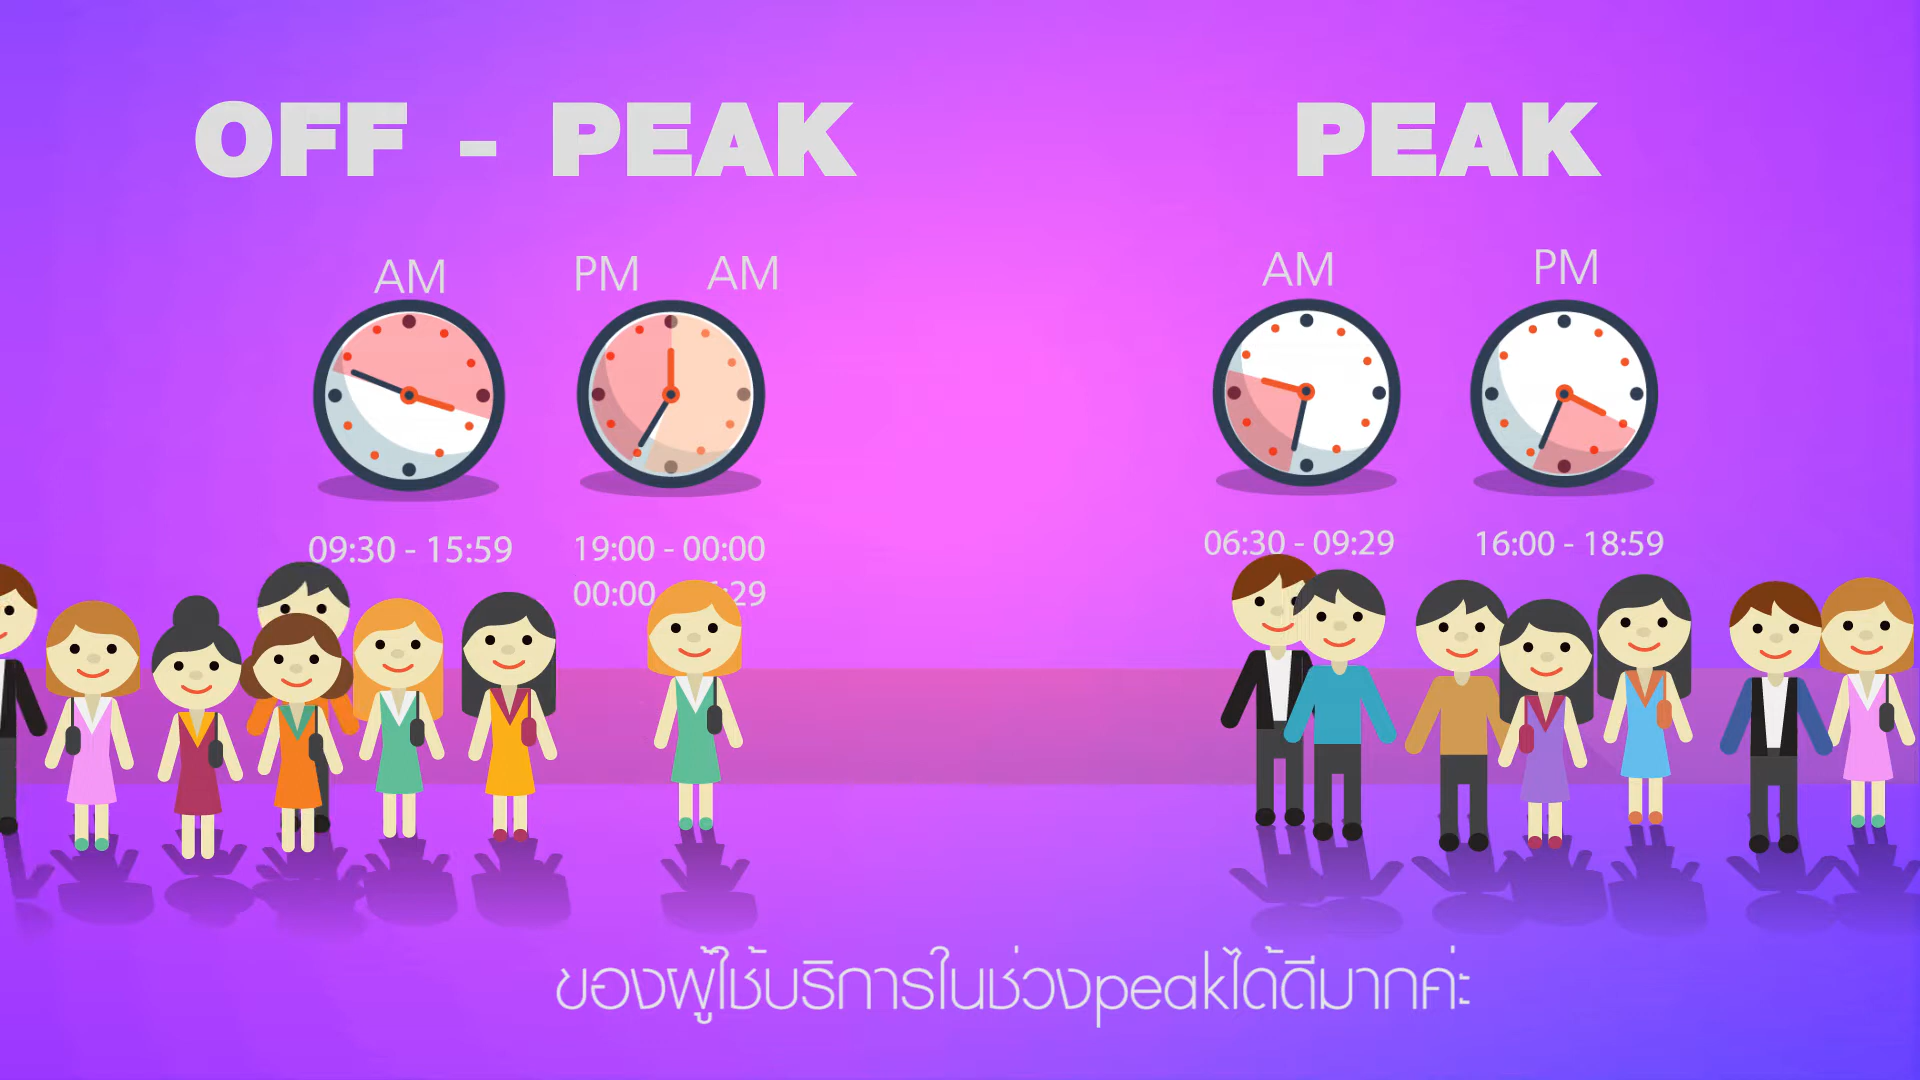 OFF - PEAK
PEAK
AM
PM AM
AM
PM
09:30 - 15:59
19:00 - 00:00
00:00 29
06:30 - 09:29
16:00 - 18:59
ของผู้ใช้บริการในช่วงpeakได้ดีมากค่ะ